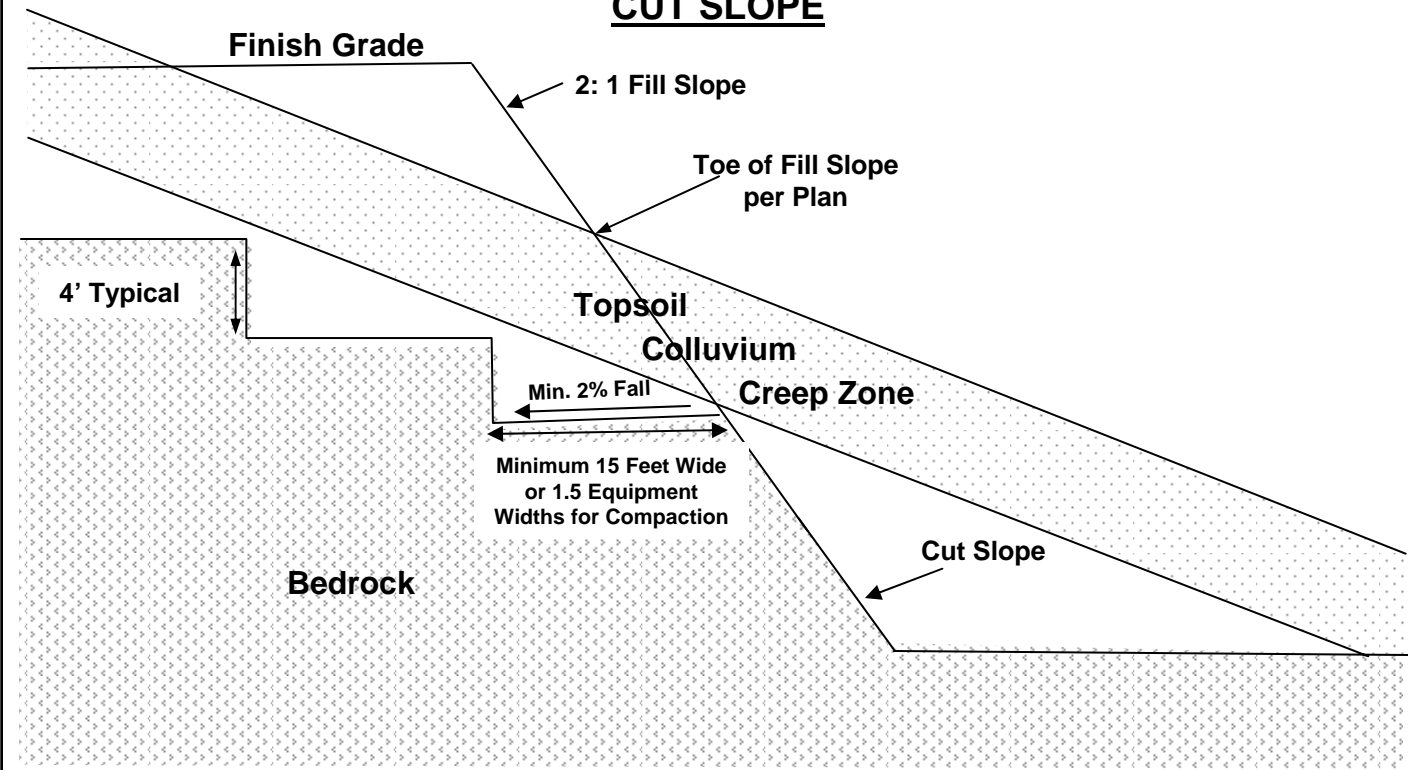 CUT SLOPE
Finish Grade
2: 1 Fill Slope
Toe of Fill Slope
per Plan
4’ Typical
Topsoil
Colluvium
Creep Zone
Min. 2% Fall
Minimum 15 Feet Wide
or 1.5 Equipment
Widths for Compaction
Cut Slope
Bedrock